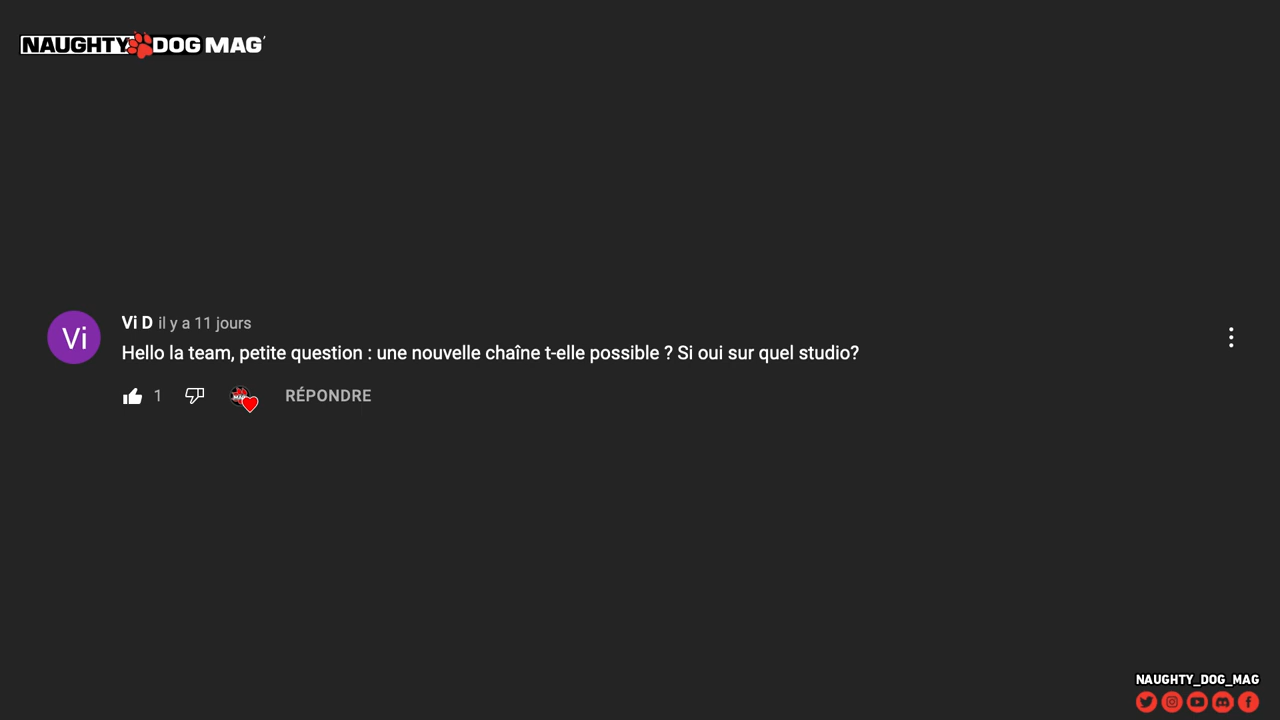 NAUGHTY DOG MAG'
Vi
Vi D il y a 11 jours
Hello la team, petite question : une nouvelle chaîne t-elle possible ? Si oui sur quel studio?
1
MAG
RÉPONDRE
NAUGHTY_DOG_MAG